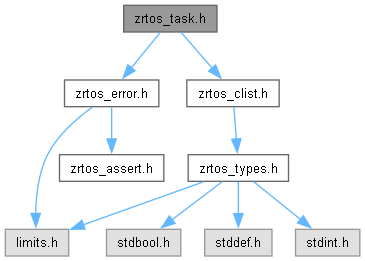 zrtos_task.h
zrtos_error.h
zrtos_clist.h
zrtos_assert.h
zrtos_types.h
limits.h
stdbool.h
stddef.h
stdint.h